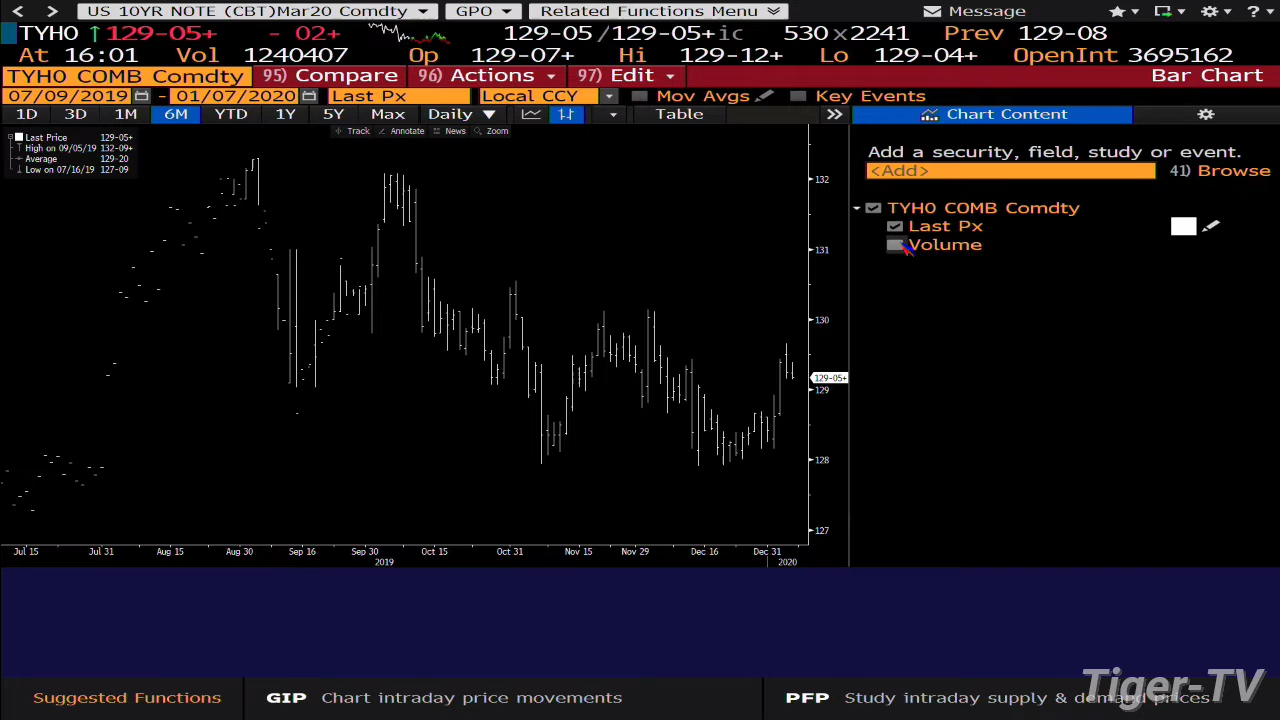 US 10YR NOTE (CBT)Mar20 Comdty GPO Related Functions Menu Message
TYH0 ↑129-05+ - 02+ 129-05/129-05+ic 530x2241 Prev 129-08
At 16:01 Vol 1240407 Op 129-07+ Hi 129-12+ Lo 129-04+ OpenInt 3695162
TYH0 COMB Comdty 95) Compare 96) Actions 97) Edit Bar Chart
07/09/2019 - 01/07/2020 Last Px Local CCY Mov Avgs Key Events
1D 3D 1M 6M YTD 1Y 5Y Max Daily ▼ Table Chart Content
Track Annotate News Zoom
Last Price 129-05+
High on 09/05/19 132-09+
Average 129-20
Low on 07/16/19 127-09
Add a security, field, study or event.
<Add> 41) Browse
TYH0 COMB Comdty
Last Px
Volume
132
131
130
129-05+
129
128
127
Jul 15 Jul 31 Aug 15 Aug 30 Sep 16 Sep 30 Oct 15 Oct 31 Nov 15 Nov 29 Dec 16 Dec 31
2019 2020
Suggested Functions GIP Chart intraday price movements PFP Study intraday supply & demand prices
Tiger-TV